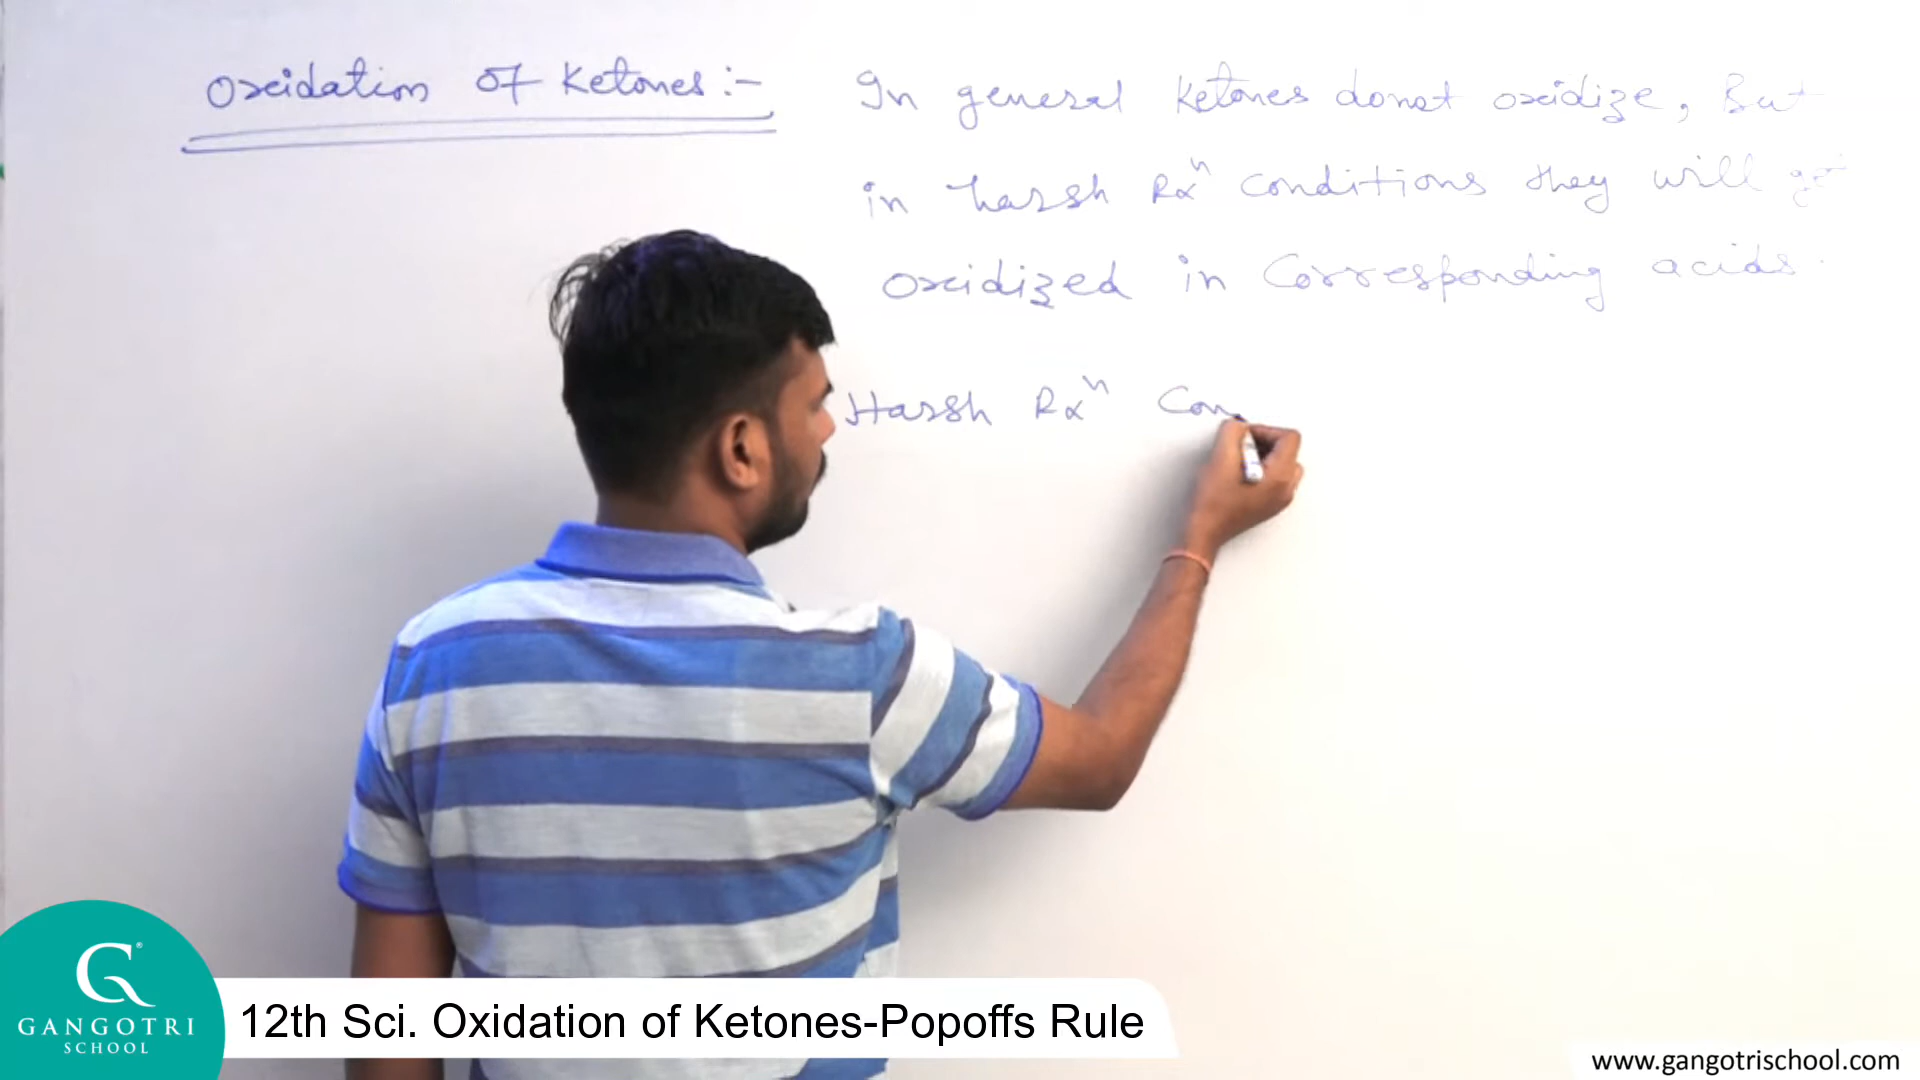 Oxidation of Ketones :-
In general Ketones donot oxidize, But
in harsh Rxⁿ Conditions they will get
oxidized in Corresponding acids.
Harsh Rxⁿ Con
GANGOTRI
SCHOOL
12th Sci. Oxidation of Ketones-Popoffs Rule
www.gangotrischool.com